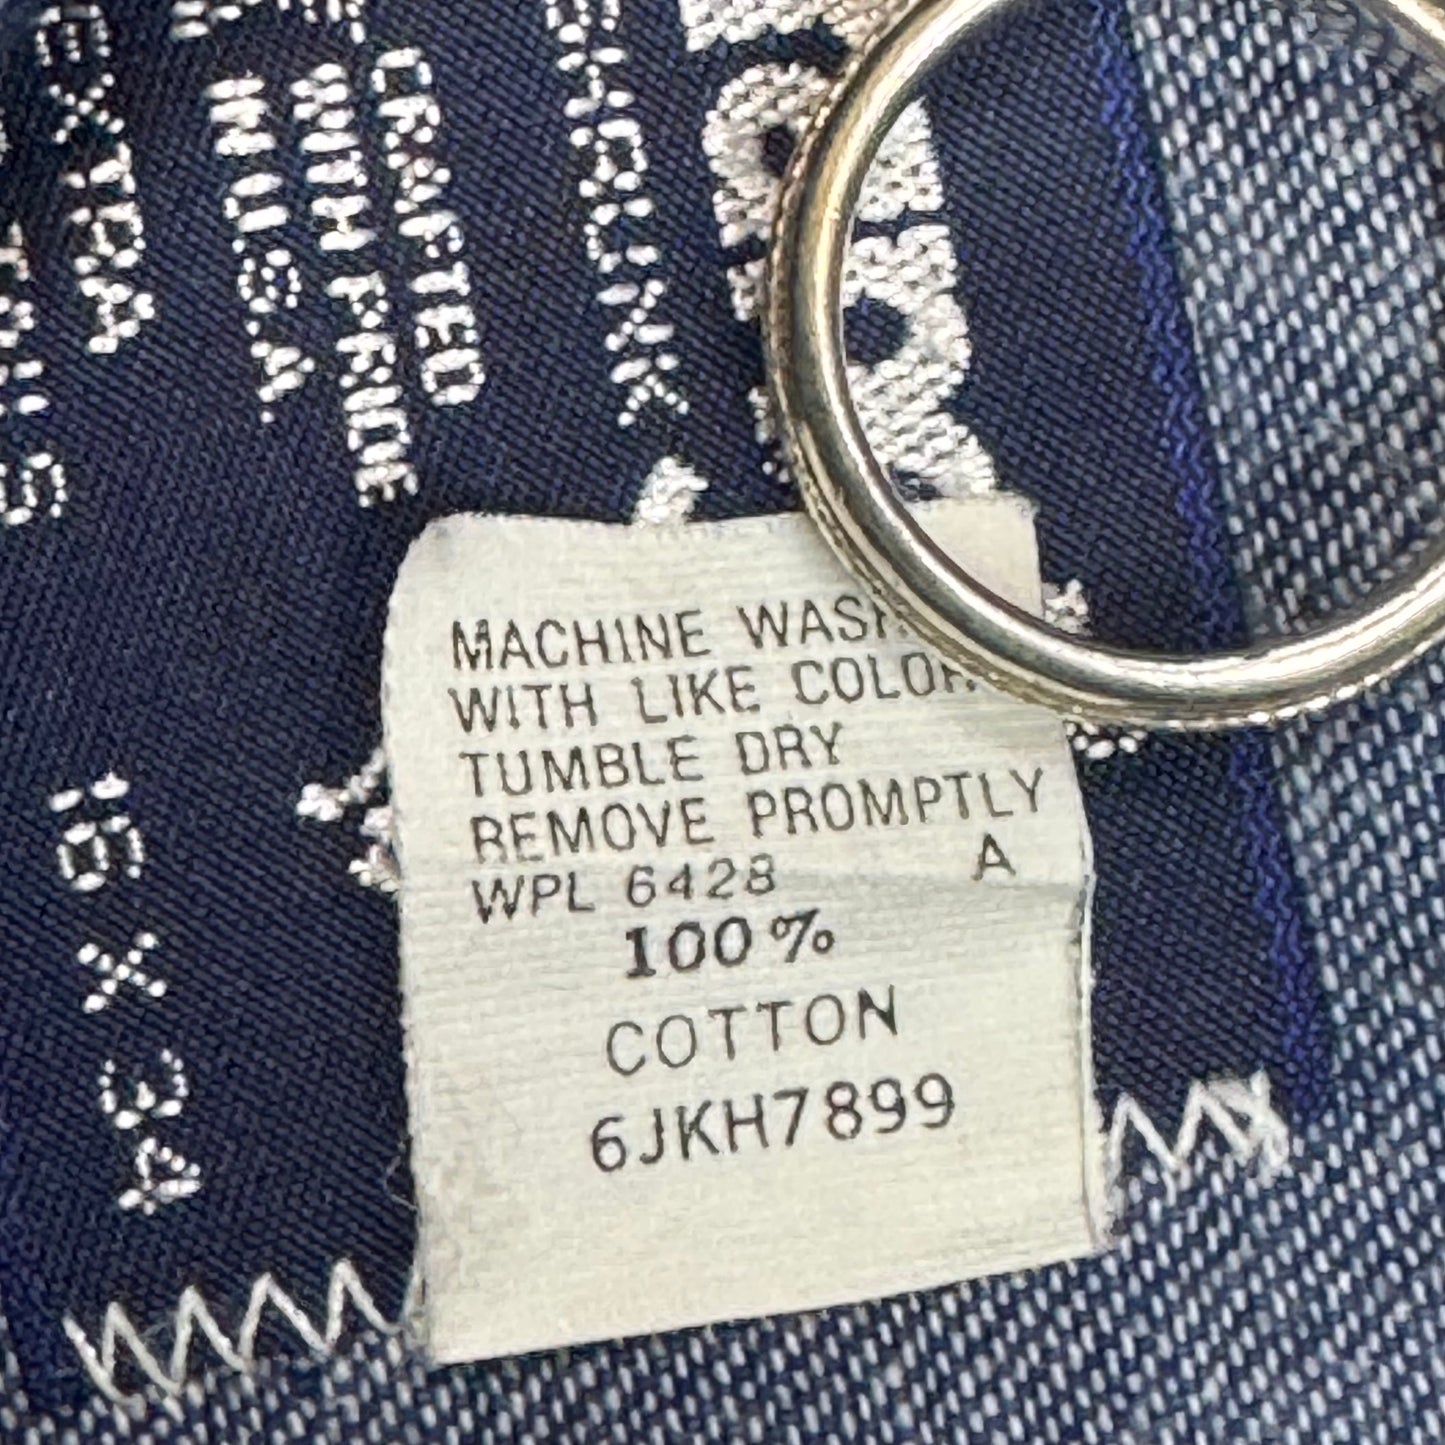 MACHINE WASH
WITH LIKE COLOR
TUMBLE DRY
REMOVE PROMPTLY
WPL 6428 A
100%
COTTON
6JKH7899
SHRUNK
CRAFTED
WITH PRIDE
IN U.S.A.
EXTRA
16 X 34